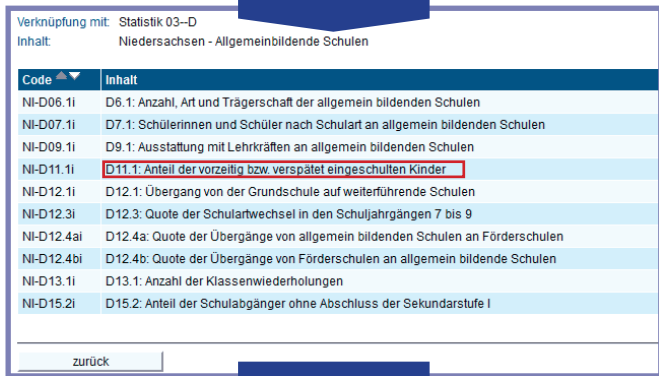 Verknüpfung mit: Statistik 03--D
Inhalt: Niedersachsen - Allgemeinbildende Schulen
Code Inhalt
NI-D06.1i D6.1: Anzahl, Art und Trägerschaft der allgemein bildenden Schulen
NI-D07.1i D7.1: Schülerinnen und Schüler nach Schulart an allgemein bildenden Schulen
NI-D09.1i D9.1: Ausstattung mit Lehrkräften an allgemein bildenden Schulen
NI-D11.1i D11.1: Anteil der vorzeitig bzw. verspätet eingeschulten Kinder
NI-D12.1i D12.1: Übergang von der Grundschule auf weiterführende Schulen
NI-D12.3i D12.3: Quote der Schulartwechsel in den Schuljahrgängen 7 bis 9
NI-D12.4ai D12.4a: Quote der Übergänge von allgemein bildenden Schulen an Förderschulen
NI-D12.4bi D12.4b: Quote der Übergänge von Förderschulen an allgemein bildende Schulen
NI-D13.1i D13.1: Anzahl der Klassenwiederholungen
NI-D15.2i D15.2: Anteil der Schulabgänger ohne Abschluss der Sekundarstufe I
zurück